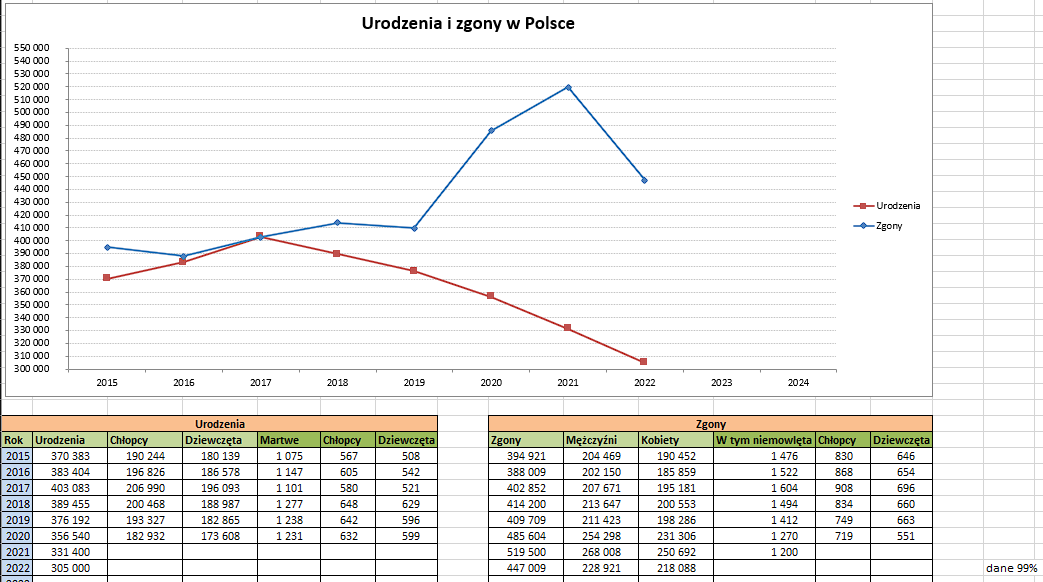 Urodzenia i zgony w Polsce
550 000
540 000
530 000
520 000
510 000
500 000
490 000
480 000
470 000
460 000
450 000
440 000
430 000
420 000
410 000
400 000
390 000
380 000
370 000
360 000
350 000
340 000
330 000
320 000
310 000
300 000
2015 2016 2017 2018 2019 2020 2021 2022 2023 2024
Urodzenia
Zgony
Urodzenia Zgony
Rok Urodzenia Chłopcy Dziewczęta Martwe Chłopcy Dziewczęta Zgony Mężczyźni Kobiety W tym niemowlęta Chłopcy Dziewczęta
2015 370 383 190 244 180 139 1 075 567 508 394 921 204 469 190 452 1 476 830 646
2016 383 404 196 826 186 578 1 147 605 542 388 009 202 150 185 859 1 522 868 654
2017 403 083 206 990 196 093 1 101 580 521 402 852 207 671 195 181 1 604 908 696
2018 389 455 200 468 188 987 1 277 648 629 414 200 213 647 200 553 1 494 834 660
2019 376 192 193 327 182 865 1 238 642 596 409 709 211 423 198 286 1 412 749 663
2020 356 540 182 932 173 608 1 231 632 599 485 604 254 298 231 306 1 270 719 551
2021 331 400 519 500 268 008 250 692 1 200
2022 305 000 447 009 228 921 218 088 dane 99%